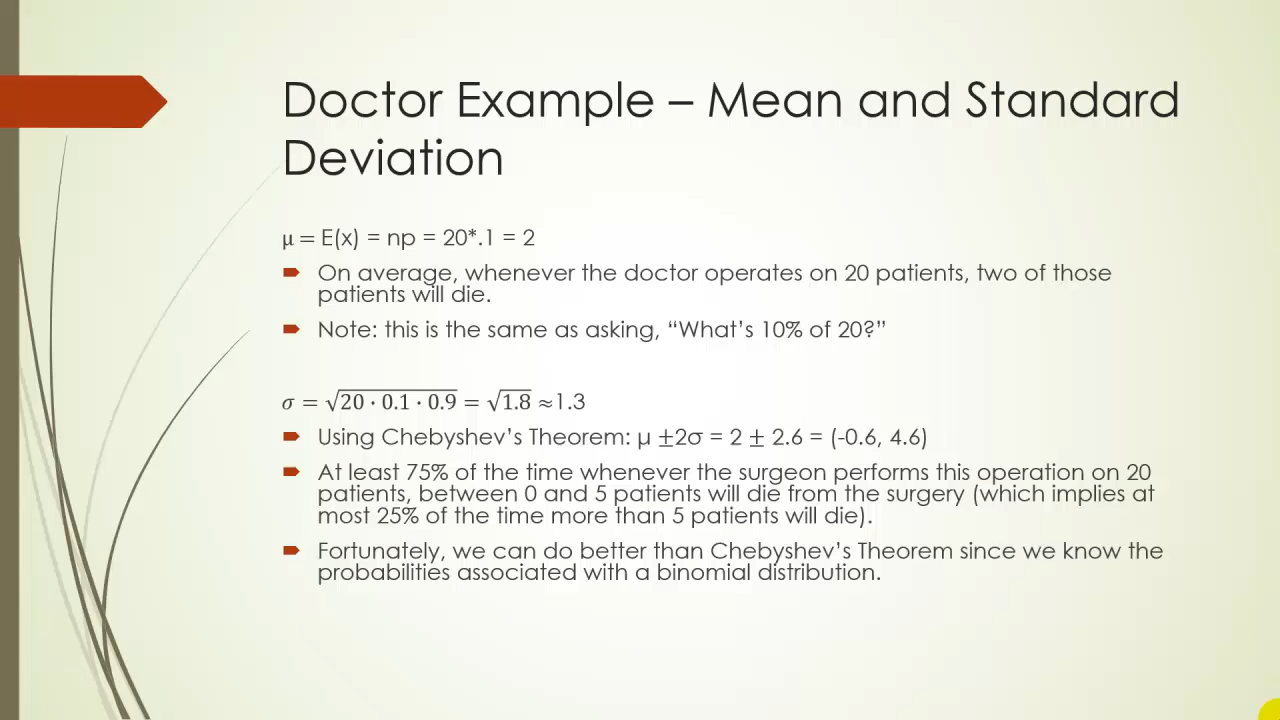 Doctor Example – Mean and Standard
Deviation
μ = E(x) = np = 20*.1 = 2
On average, whenever the doctor operates on 20 patients, two of those
patients will die.
Note: this is the same as asking, “What’s 10% of 20?”
σ = √20 · 0.1 · 0.9 = √1.8 ≈1.3
Using Chebyshev’s Theorem: μ ±2σ = 2 ± 2.6 = (-0.6, 4.6)
At least 75% of the time whenever the surgeon performs this operation on 20
patients, between 0 and 5 patients will die from the surgery (which implies at
most 25% of the time more than 5 patients will die).
Fortunately, we can do better than Chebyshev’s Theorem since we know the
probabilities associated with a binomial distribution.